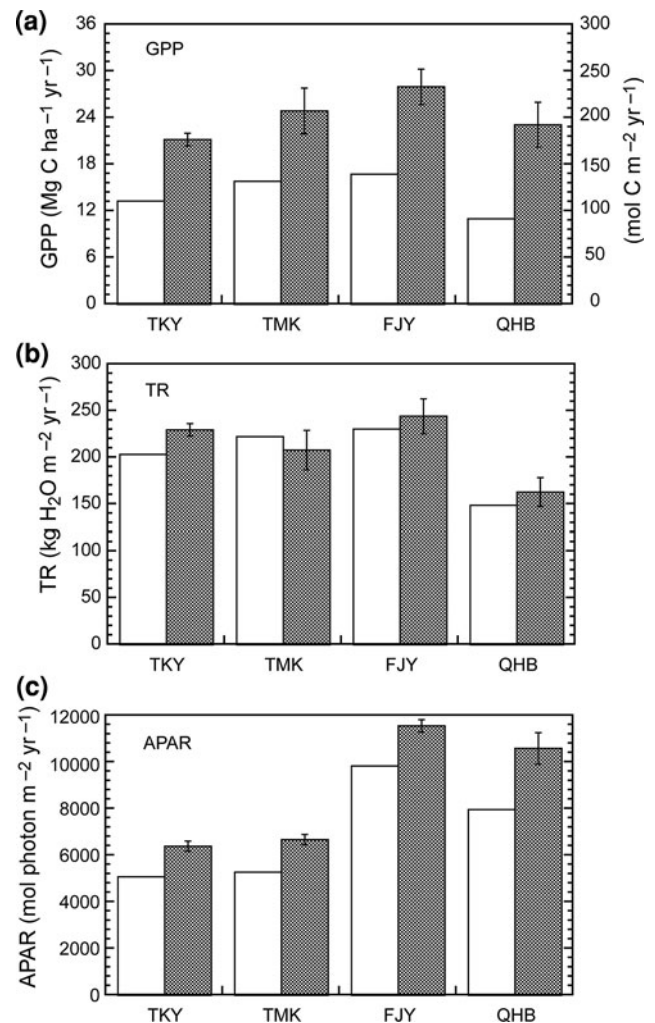 (a)
GPP
GPP (Mg C ha−1 yr−1)
36
30
24
18
12
6
0
300
250
200
150
100
50
0
(mol C m−2 yr−1)
TKY TMK FJY QHB
(b)
TR
TR (kg H2O m−2 yr−1)
300
250
200
150
100
50
0
TKY TMK FJY QHB
(c)
APAR
APAR (mol photon m−2 yr−1)
12000
10000
8000
6000
4000
2000
0
TKY TMK FJY QHB